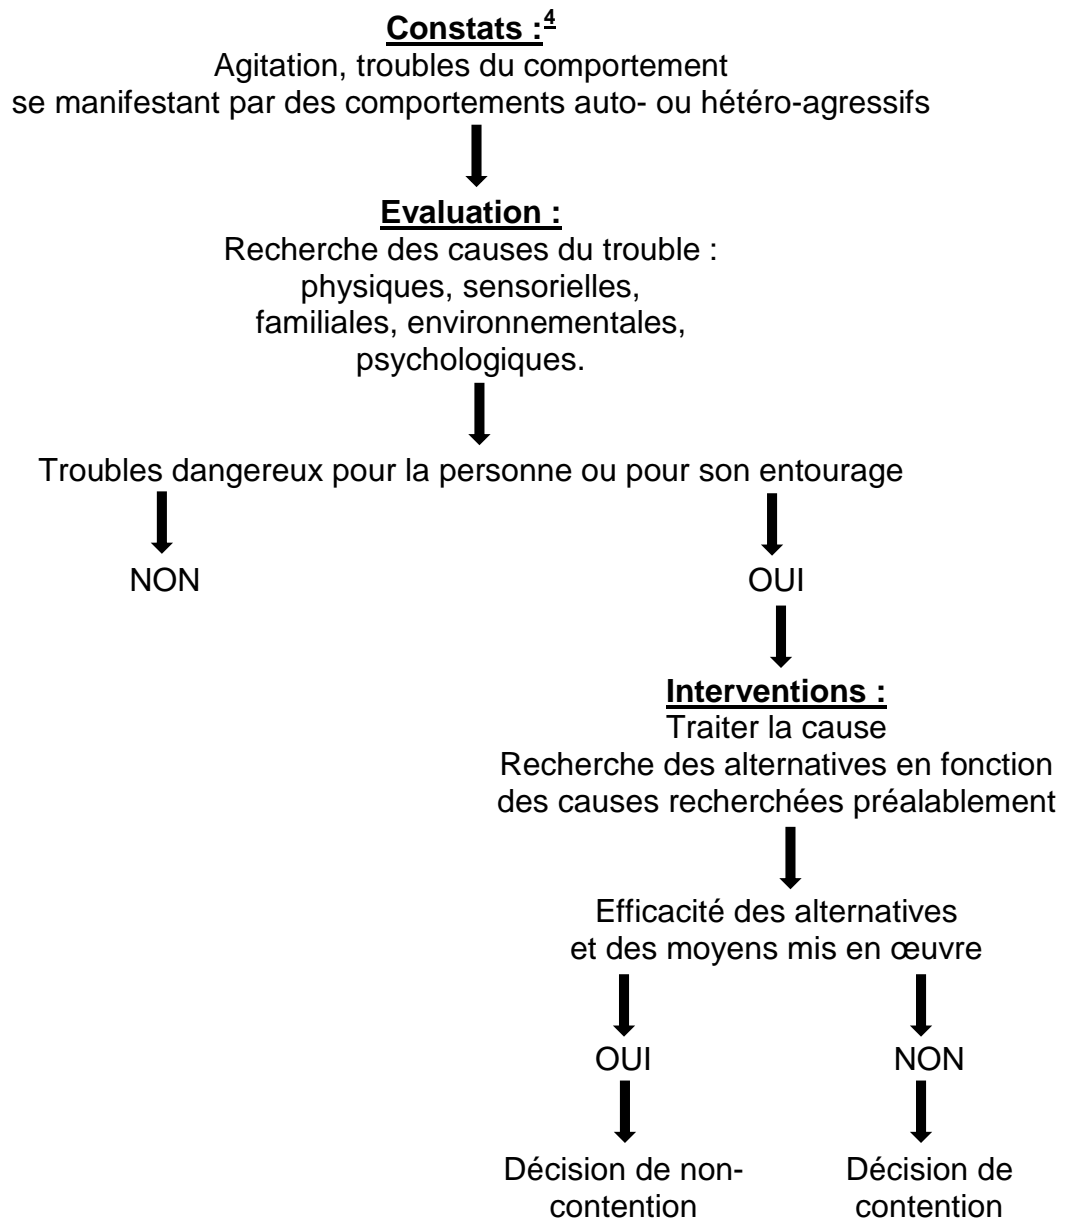 Constats :4
Agitation, troubles du comportement
se manifestant par des comportements auto- ou hétéro-agressifs
Evaluation :
Recherche des causes du trouble :
physiques, sensorielles,
familiales, environnementales,
psychologiques.
Troubles dangereux pour la personne ou pour son entourage
NON
OUI
Interventions :
Traiter la cause
Recherche des alternatives en fonction
des causes recherchées préalablement
Efficacité des alternatives
et des moyens mis en œuvre
OUI
NON
Décision de non-
contention
Décision de
contention